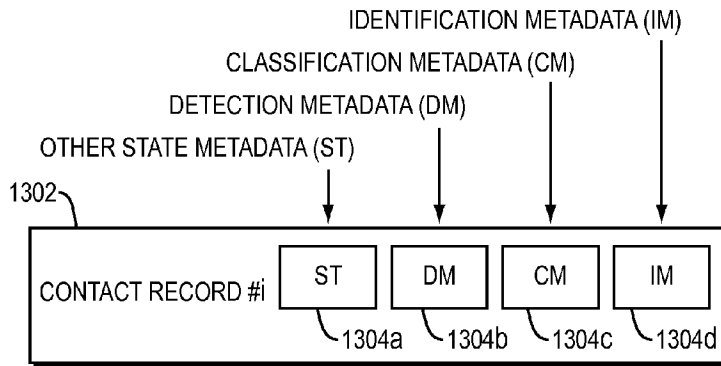 IDENTIFICATION METADATA (IM)
CLASSIFICATION METADATA (CM)
DETECTION METADATA (DM)
OTHER STATE METADATA (ST)
1302
CONTACT RECORD #i ST DM CM IM
1304a 1304b 1304c 1304d